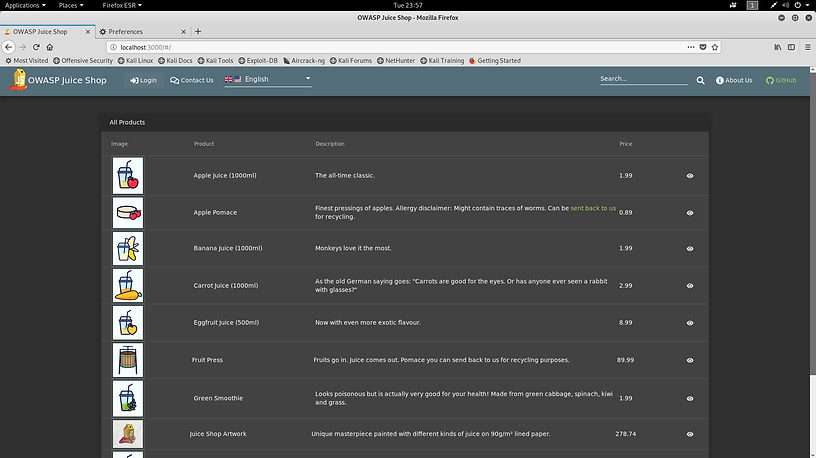 Applications Places Firefox ESR Tue 23:57 1
OWASP Juice Shop - Mozilla Firefox
OWASP Juice Shop Preferences
localhost:3000/#/
Most Visited Offensive Security Kali Linux Kali Docs Kali Tools Exploit-DB Aircrack-ng Kali Forums NetHunter Kali Training Getting Started
OWASP Juice Shop Login Contact Us English Search... About Us GitHub
All Products
Image Product Description Price
Apple Juice (1000ml) The all-time classic. 1.99
Apple Pomace Finest pressings of apples. Allergy disclaimer: Might contain traces of worms. Can be sent back to us 0.89
for recycling.
Banana Juice (1000ml) Monkeys love it the most. 1.99
Carrot Juice (1000ml) As the old German saying goes: "Carrots are good for the eyes. Or has anyone ever seen a rabbit 2.99
with glasses?"
Eggfruit Juice (500ml) Now with even more exotic flavour. 8.99
Fruit Press Fruits go in. Juice comes out. Pomace you can send back to us for recycling purposes. 89.99
Green Smoothie Looks poisonous but is actually very good for your health! Made from green cabbage, spinach, kiwi 1.99
and grass.
Juice Shop Artwork Unique masterpiece painted with different kinds of juice on 90g/m² lined paper. 278.74